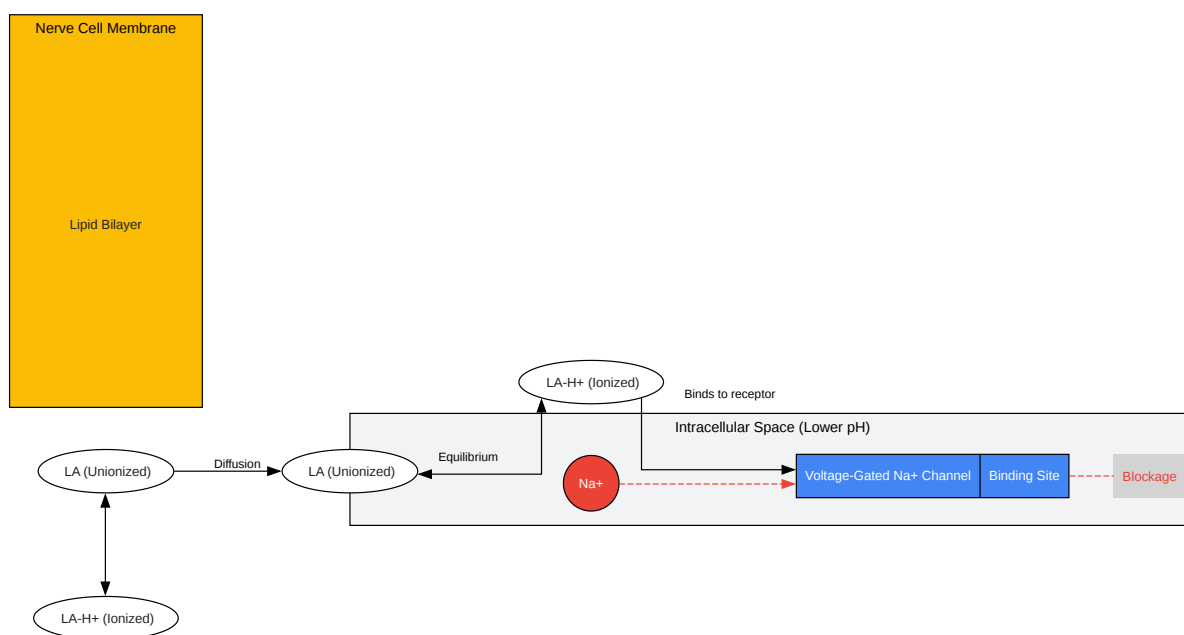 Nerve Cell Membrane
Lipid Bilayer
LA-H+ (Ionized)
Binds to receptor
Intracellular Space (Lower pH)
LA (Unionized)
Diffusion
LA (Unionized)
Equilibrium
Na+
Voltage-Gated Na+ Channel
Binding Site
Blockage
LA-H+ (Ionized)